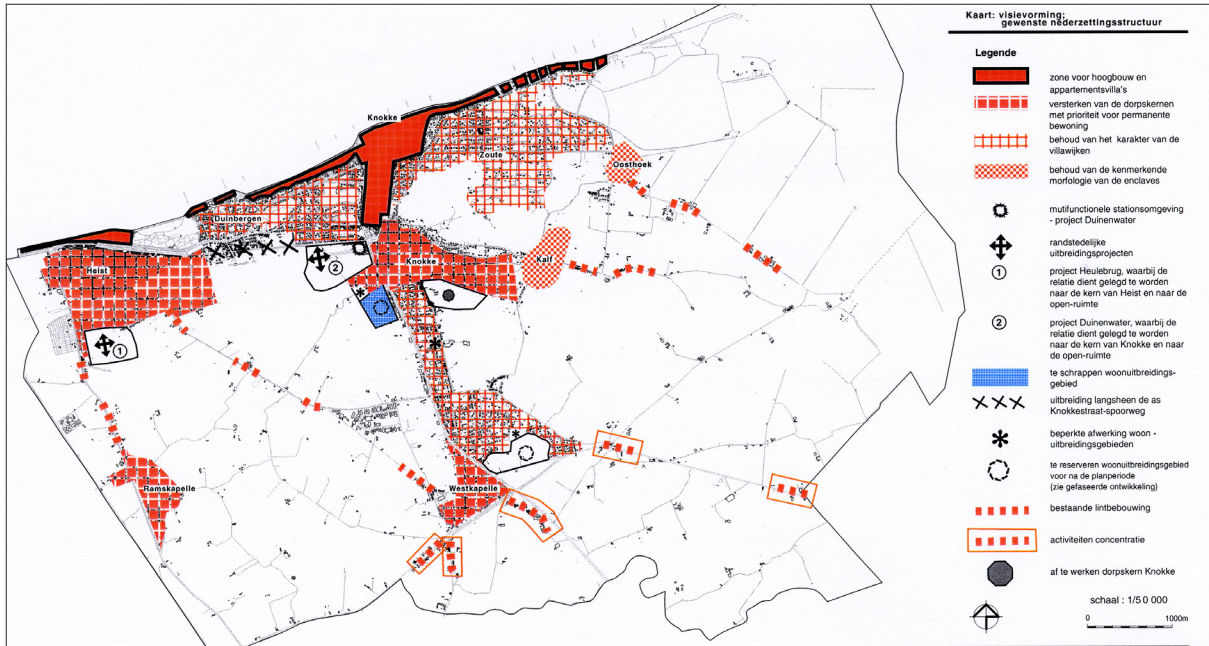 Kaart: visievorming;
gewenste nederzettingsstructuur
Legende
zone voor hoogbouw en
appartementsvilla's
versterken van de dorpskernen
met prioriteit voor permanente
bewoning
behoud van het karakter van de
villawijken
behoud van de kenmerkende
morfologie van de enclaves
mutifunctionele stationsomgeving
- project Duinenwater
randstedelijke
uitbreidingsprojecten
1
project Heulebrug, waarbij de
relatie dient gelegd te worden
naar de kern van Heist en naar de
open-ruimte
2
project Duinenwater, waarbij de
relatie dient gelegd te worden
naar de kern van Knokke en naar
de open-ruimte
te schrappen woonuitbreidings-
gebied
uitbreiding langsheen de as
Knokkestraat-spoorweg
beperkte afwerking woon -
uitbreidingsgebieden
te reserveren woonuitbreidingsgebied
voor na de planperiode
(zie gefaseerde ontwikkeling)
bestaande lintbebouwing
activiteiten concentratie
af te werken dorpskern Knokke
schaal : 1/50 000
0 1000m
Knokke
Zoute
Oosthoek
Duinbergen
Heist
2
Knokke
Kalf
1
Ramskapelle
Westkapelle